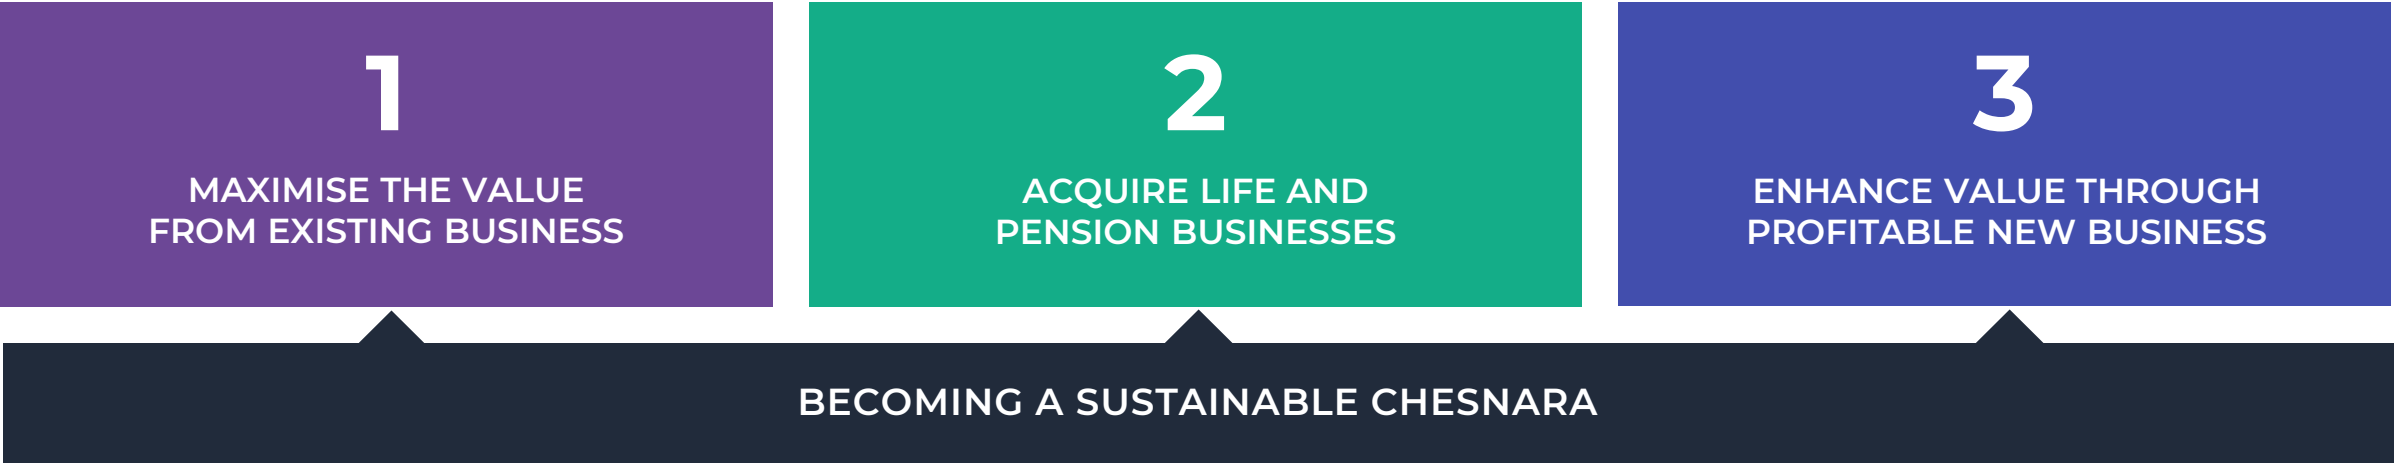 1
MAXIMISE THE VALUE
FROM EXISTING BUSINESS
2
ACQUIRE LIFE AND
PENSION BUSINESSES
3
ENHANCE VALUE THROUGH
PROFITABLE NEW BUSINESS
BECOMING A SUSTAINABLE CHESNARA